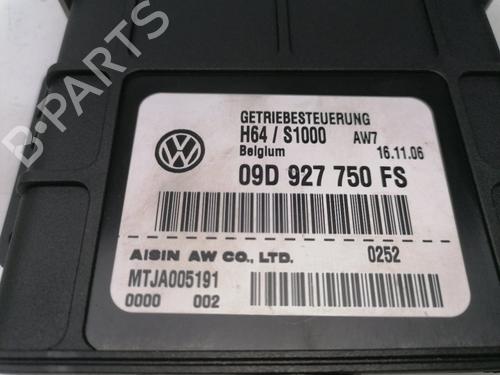 B-PARTS
GETRIEBESTEUERUNG
H64 / S1000 AW7
Belgium 16.11.06
09D 927 750 FS
AISIN AW CO., LTD. 0252
MTJA005191
0000 002